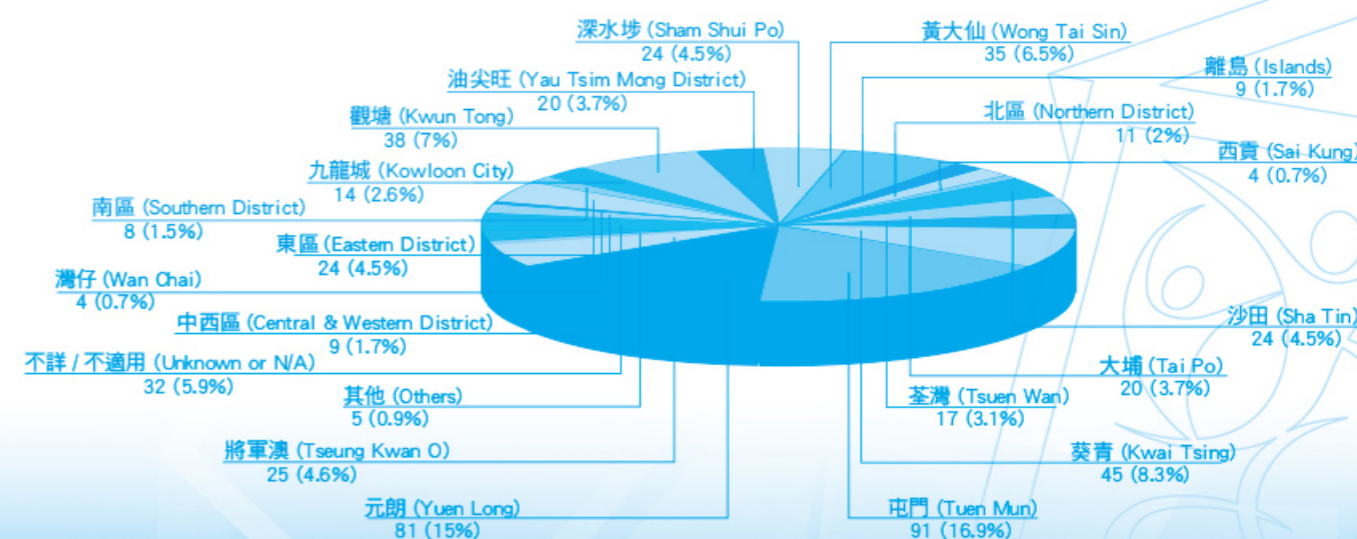 深水埗 (Sham Shui Po)
24 (4.5%)
黃大仙 (Wong Tai Sin)
35 (6.5%)
油尖旺 (Yau Tsim Mong District)
20 (3.7%)
離島 (Islands)
9 (1.7%)
觀塘 (Kwun Tong)
38 (7%)
北區 (Northern District)
11 (2%)
九龍城 (Kowloon City)
14 (2.6%)
西貢 (Sai Kung)
4 (0.7%)
南區 (Southern District)
8 (1.5%)
東區 (Eastern District)
24 (4.5%)
灣仔 (Wan Chai)
4 (0.7%)
中西區 (Central & Western District)
9 (1.7%)
沙田 (Sha Tin)
24 (4.5%)
不詳 / 不適用 (Unknown or N/A)
32 (5.9%)
大埔 (Tai Po)
20 (3.7%)
其他 (Others)
5 (0.9%)
荃灣 (Tsuen Wan)
17 (3.1%)
將軍澳 (Tseung Kwan O)
25 (4.6%)
葵青 (Kwai Tsing)
45 (8.3%)
元朗 (Yuen Long)
81 (15%)
屯門 (Tuen Mun)
91 (16.9%)